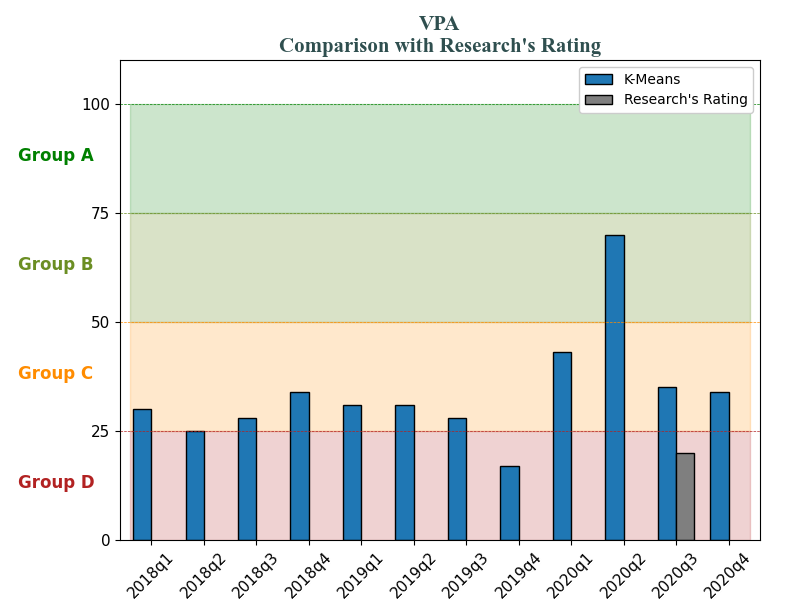 VPA
Comparison with Research's Rating
K-Means
Research's Rating
100
Group A
75
Group B
50
Group C
25
Group D
0
2018q1
2018q2
2018q3
2018q4
2019q1
2019q2
2019q3
2019q4
2020q1
2020q2
2020q3
2020q4